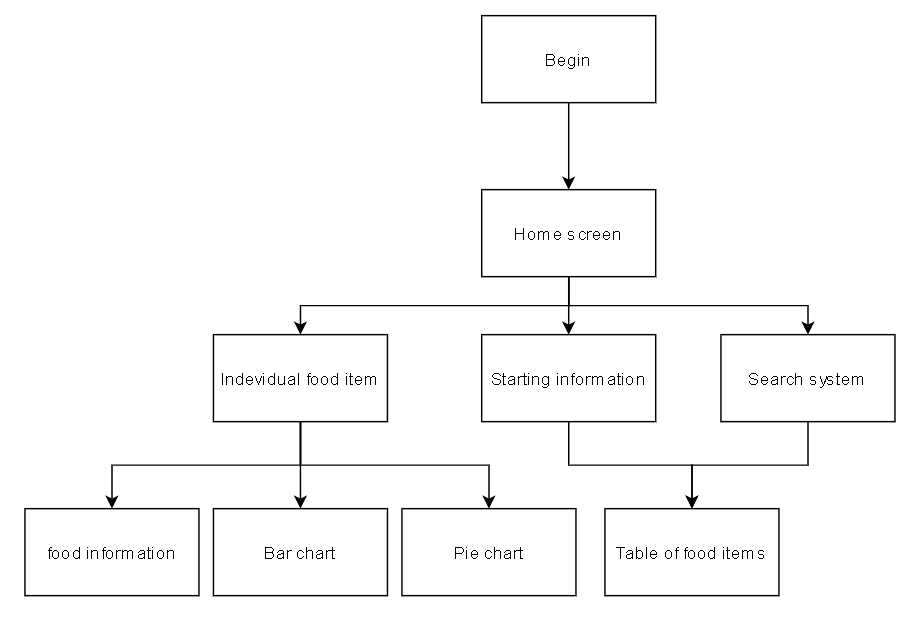 Begin
Home screen
Indevidual food item
Starting information
Search system
food information
Bar chart
Pie chart
Table of food items